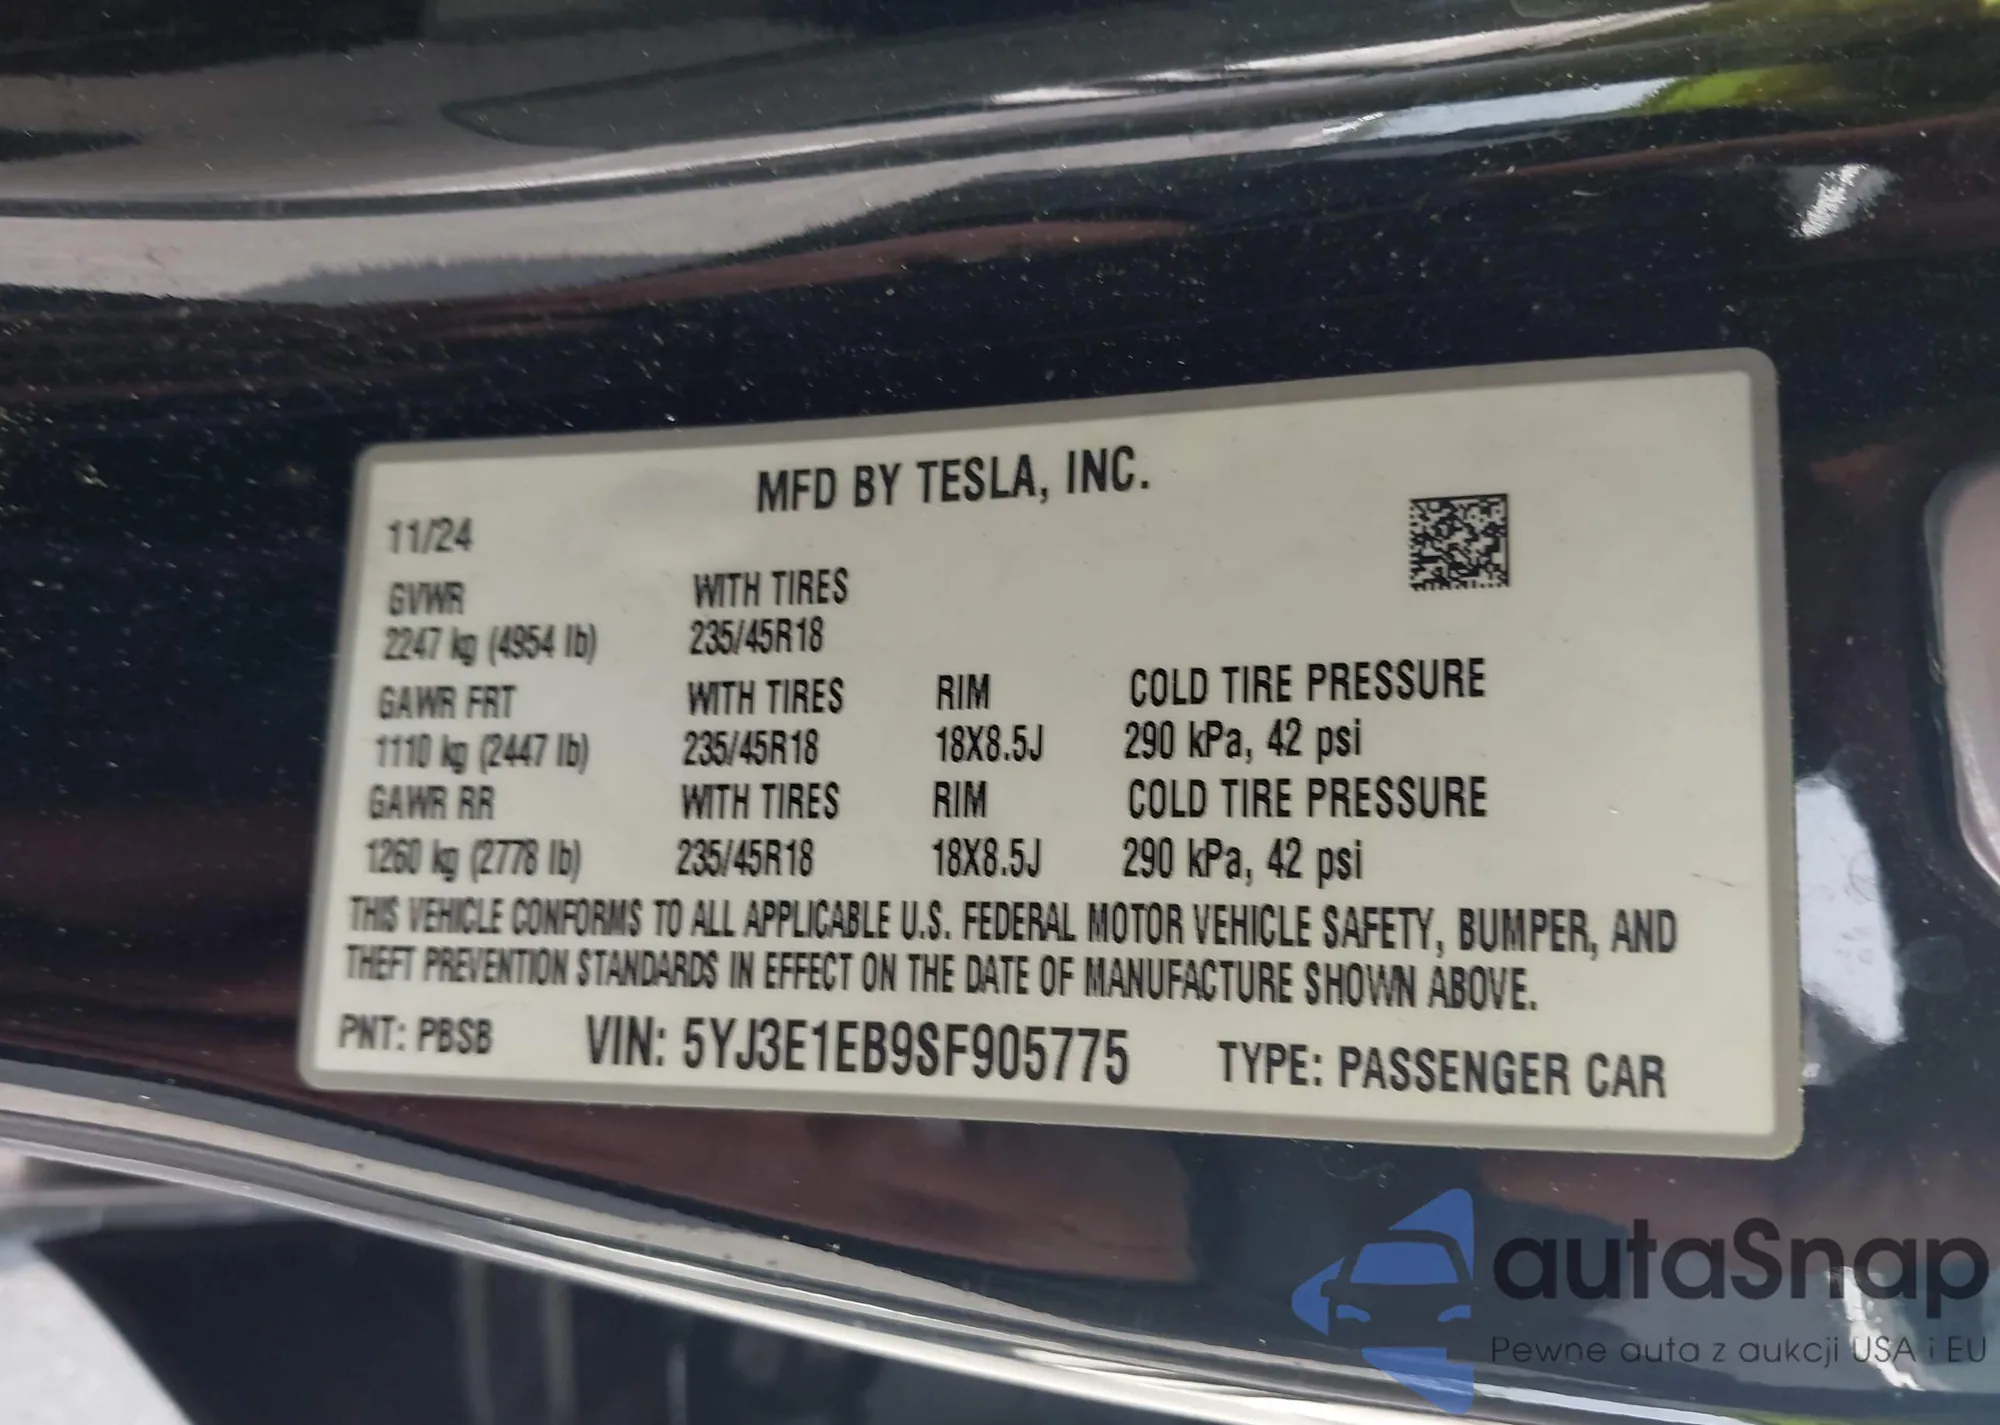 MFD BY TESLA, INC.
11/24
GVWR WITH TIRES
2247 kg (4954 lb) 235/45R18
GAWR FRT WITH TIRES RIM COLD TIRE PRESSURE
1110 kg (2447 lb) 235/45R18 18X8.5J 290 kPa, 42 psi
GAWR RR WITH TIRES RIM COLD TIRE PRESSURE
1260 kg (2778 lb) 235/45R18 18X8.5J 290 kPa, 42 psi
THIS VEHICLE CONFORMS TO ALL APPLICABLE U.S. FEDERAL MOTOR VEHICLE SAFETY, BUMPER, AND
THEFT PREVENTION STANDARDS IN EFFECT ON THE DATE OF MANUFACTURE SHOWN ABOVE.
PNT: PBSB VIN: 5YJ3E1EB9SF905775 TYPE: PASSENGER CAR
autaSnap
Pewne auta z aukcji USA i EU